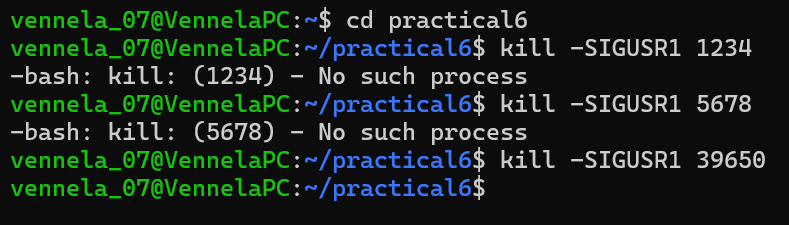 vennela_07@VennelaPC:~$ cd practical6
vennela_07@VennelaPC:~/practical6$ kill -SIGUSR1 1234
-bash: kill: (1234) - No such process
vennela_07@VennelaPC:~/practical6$ kill -SIGUSR1 5678
-bash: kill: (5678) - No such process
vennela_07@VennelaPC:~/practical6$ kill -SIGUSR1 39650
vennela_07@VennelaPC:~/practical6$